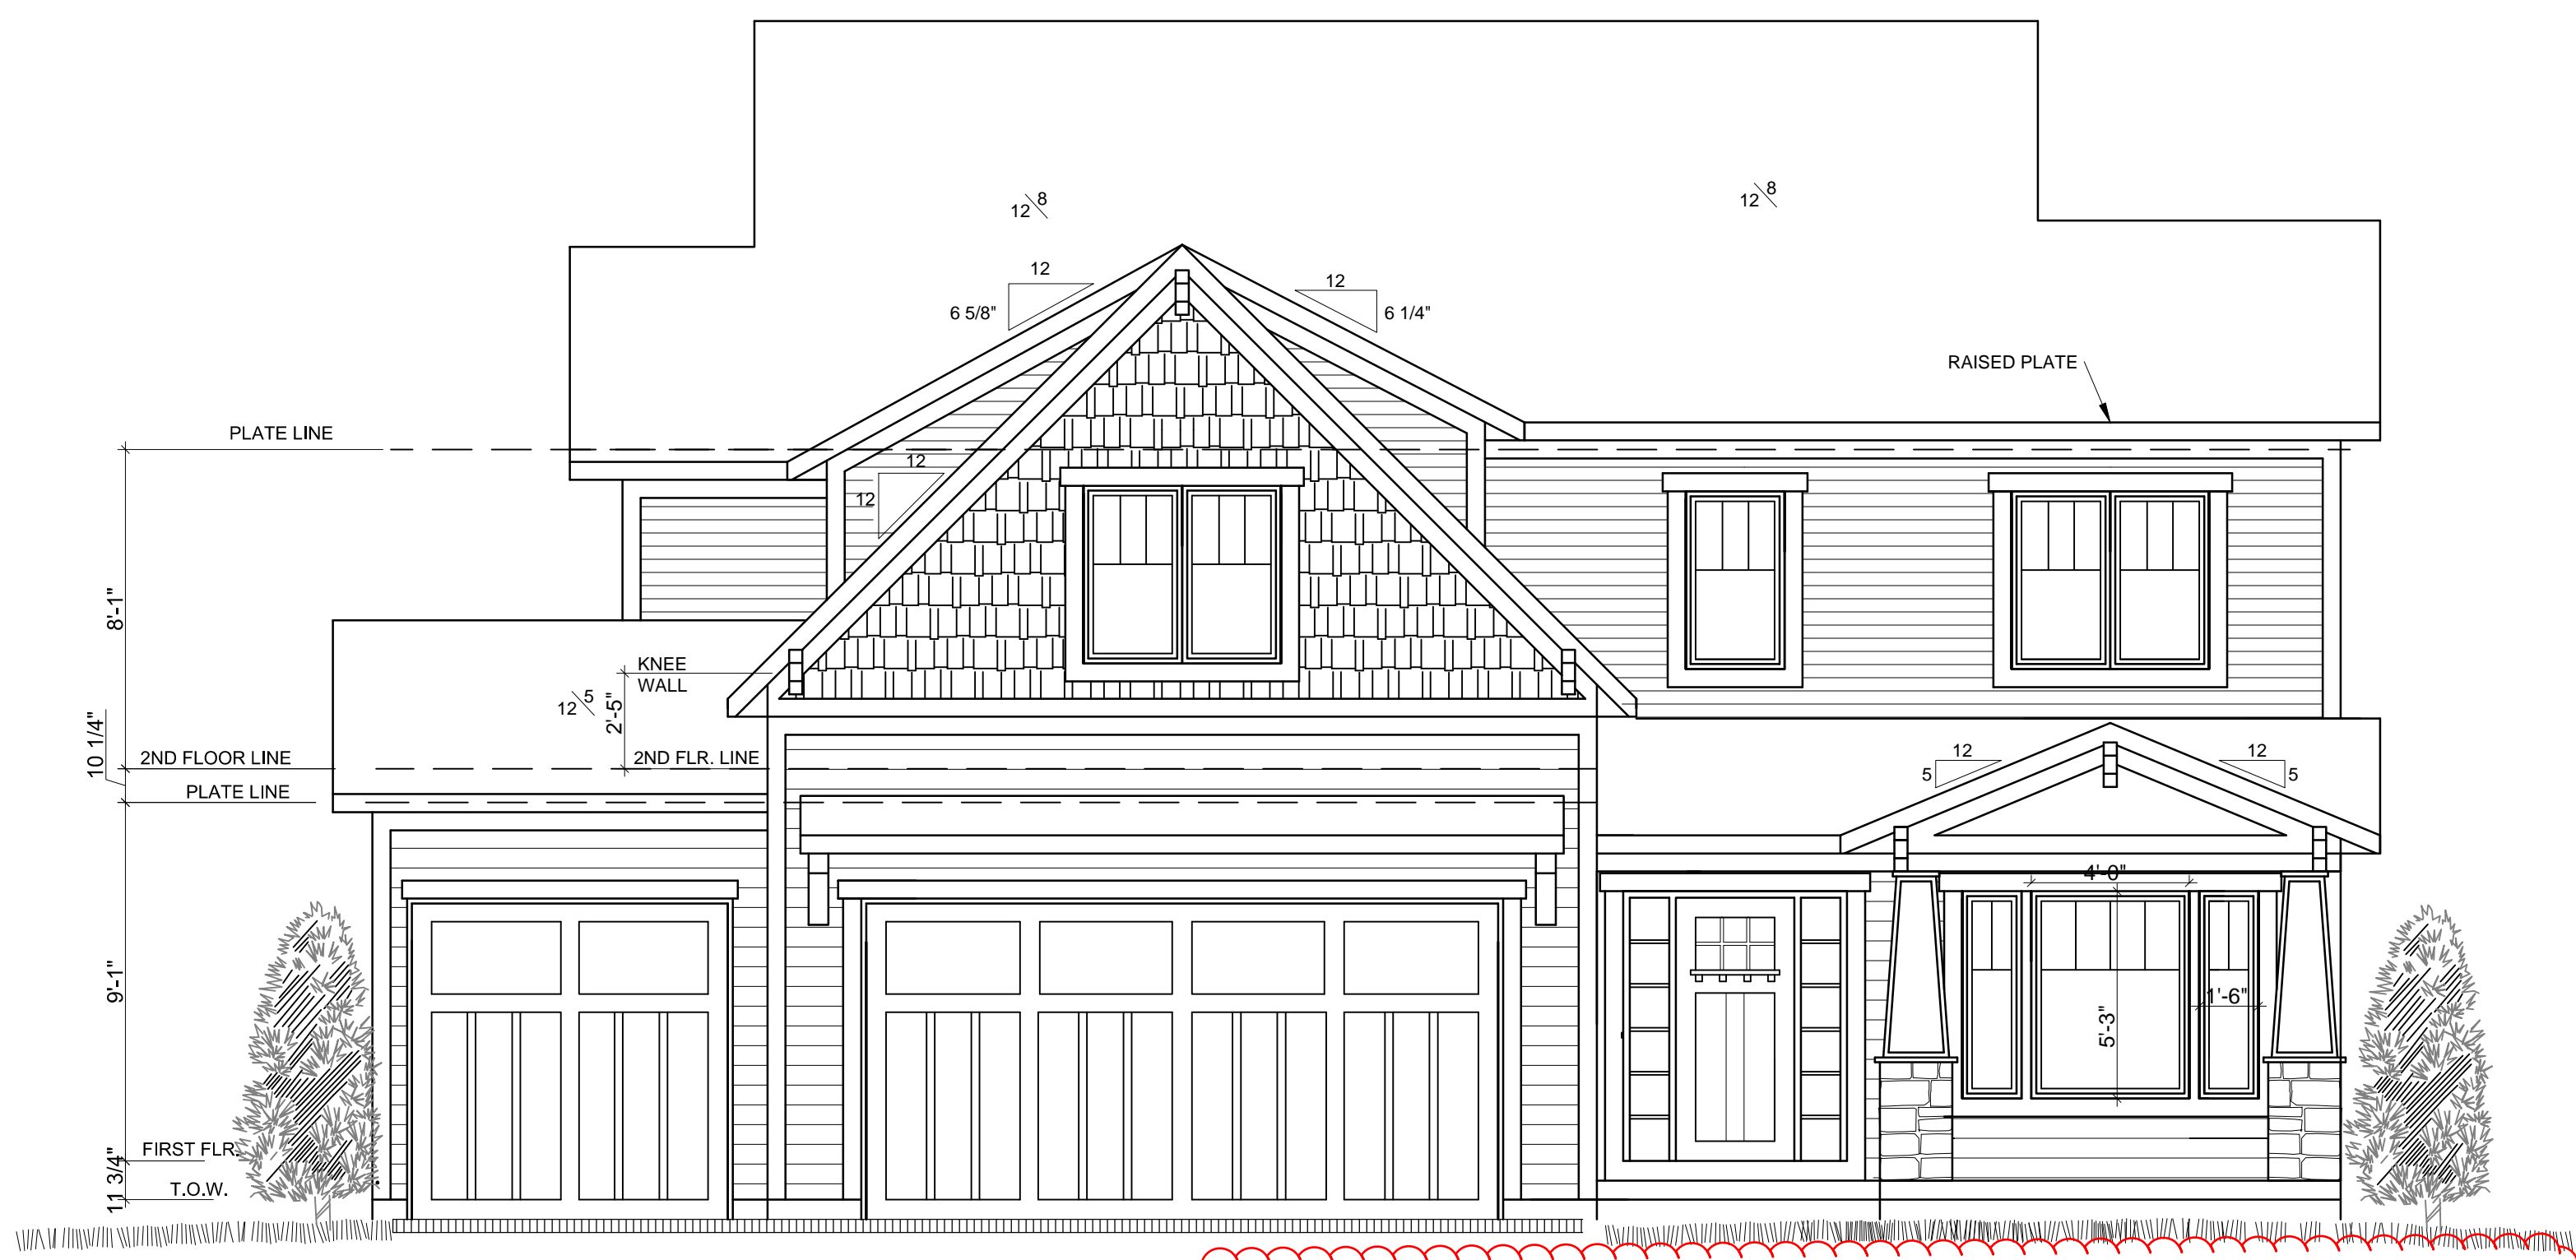 8
12
8
12
12
6 5/8"
12
6 1/4"
RAISED PLATE
PLATE LINE
12
12
8'-1"
KNEE
WALL
5
12
2'-5"
10 1/4"
2ND FLOOR LINE
2ND FLR. LINE
PLATE LINE
12
5
12
5
4'-0"
9'-1"
1'-6"
5'-3"
FIRST FLR.
11 3/4"
T.O.W.